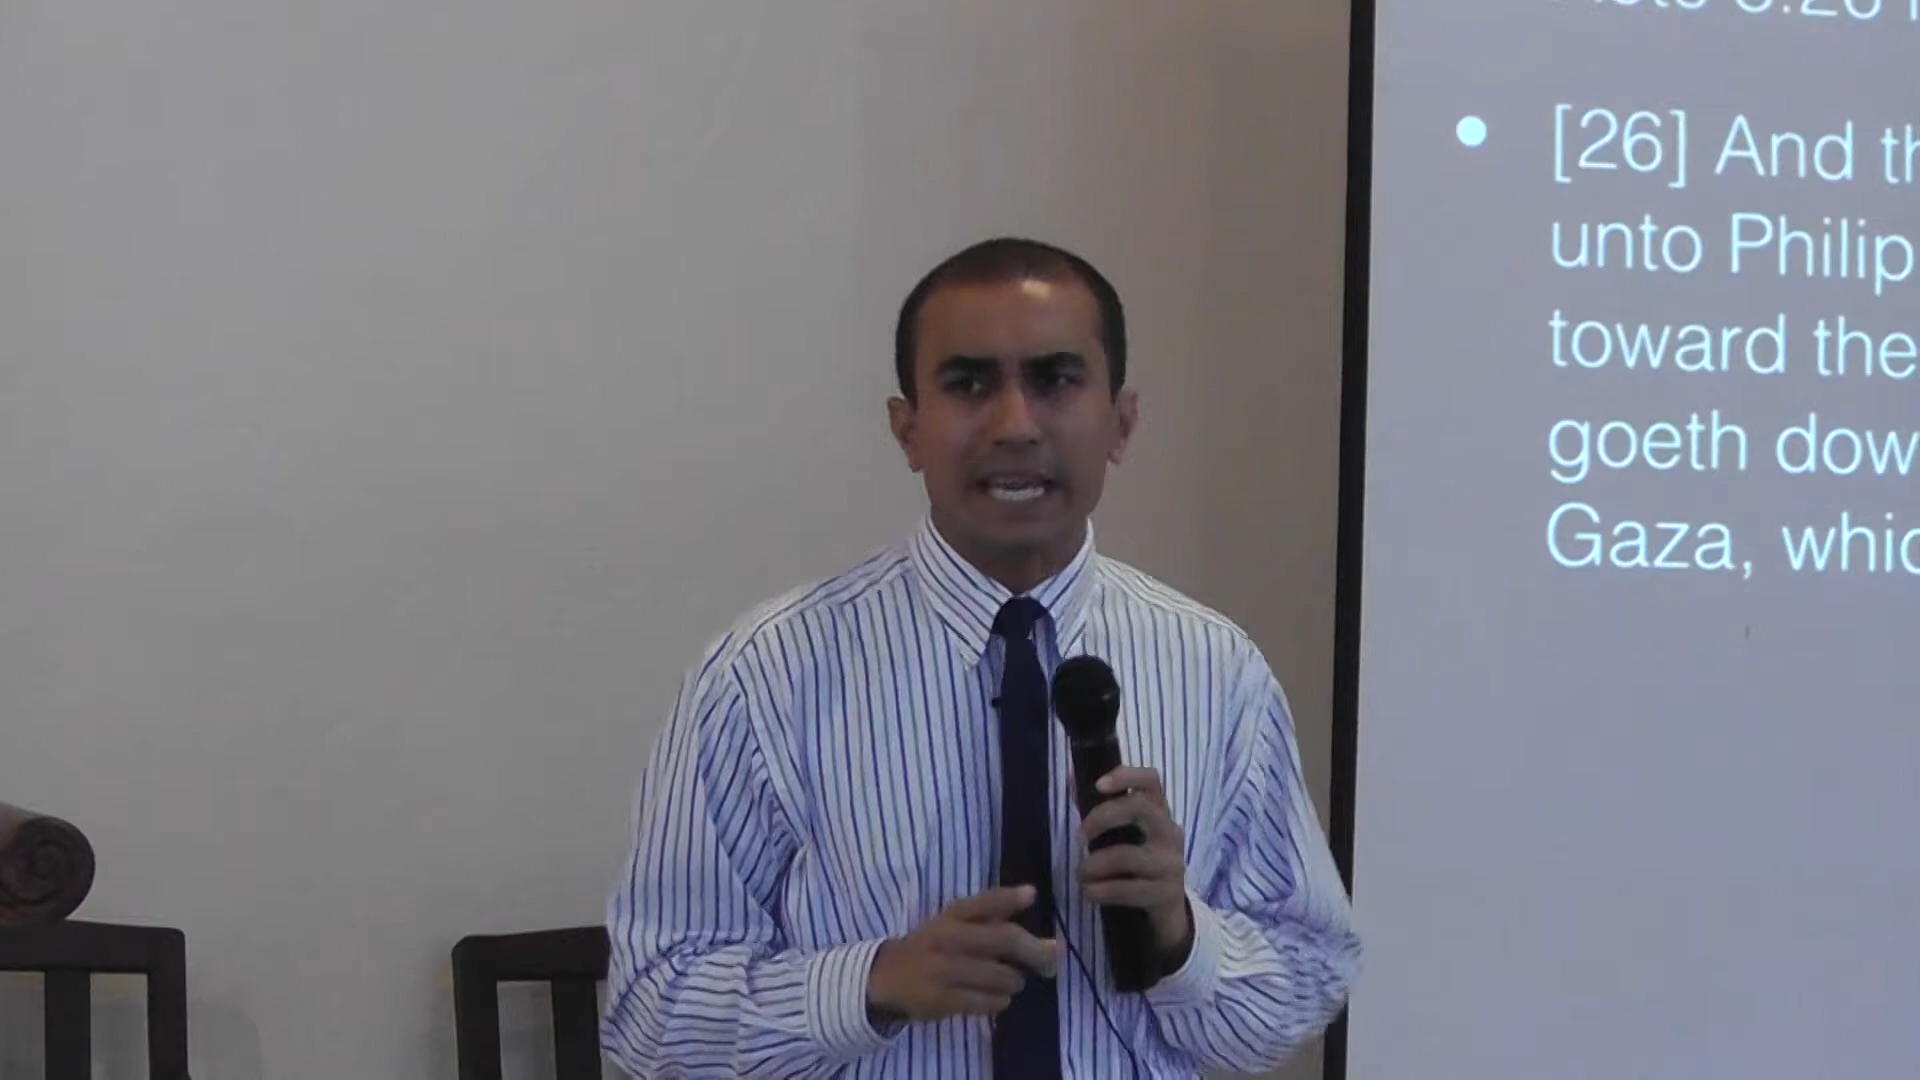 [26] And th
unto Philip
toward the
goeth dow
Gaza, whic